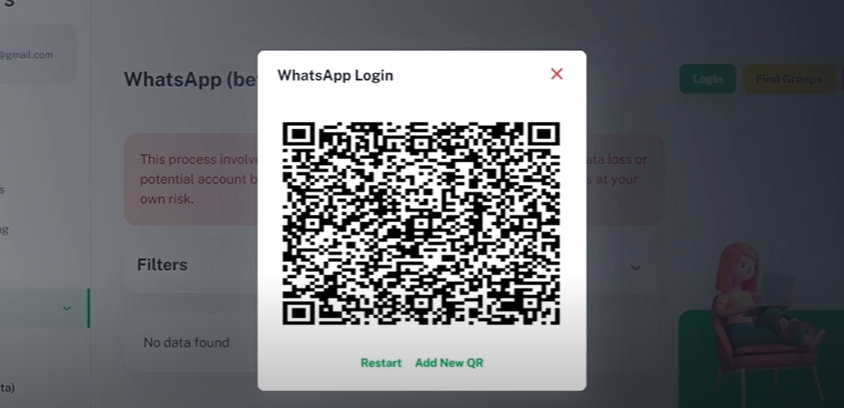 S
@gmail.com
WhatsApp (be
Login
Find Groups
WhatsApp Login
This process involv
ata loss or
potential account b
s at your
own risk.
s
g
Filters
No data found
Restart Add New QR
ta)